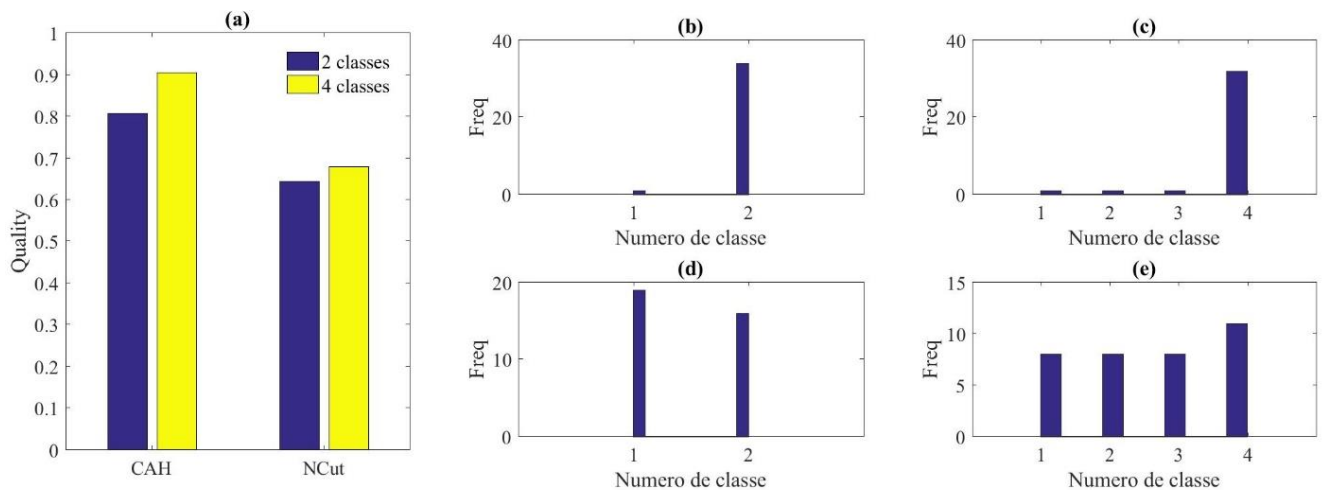 (a)
1
0.9
0.8
0.7
0.6
0.5
0.4
0.3
0.2
0.1
0
Quality
2 classes
4 classes
CAH NCut
(b)
40
20
0
Freq
1 2
Numero de classe
(c)
40
20
0
Freq
1 2 3 4
Numero de classe
(d)
20
10
0
Freq
1 2
Numero de classe
(e)
15
10
5
0
Freq
1 2 3 4
Numero de classe